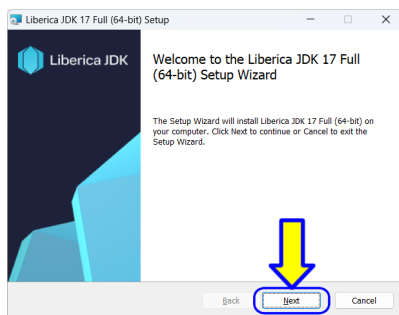 Liberica JDK 17 Full (64-bit) Setup
Liberica JDK
Welcome to the Liberica JDK 17 Full
(64-bit) Setup Wizard
The Setup Wizard will install Liberica JDK 17 Full (64-bit) on
your computer. Click Next to continue or Cancel to exit the
Setup Wizard.
Back Next Cancel